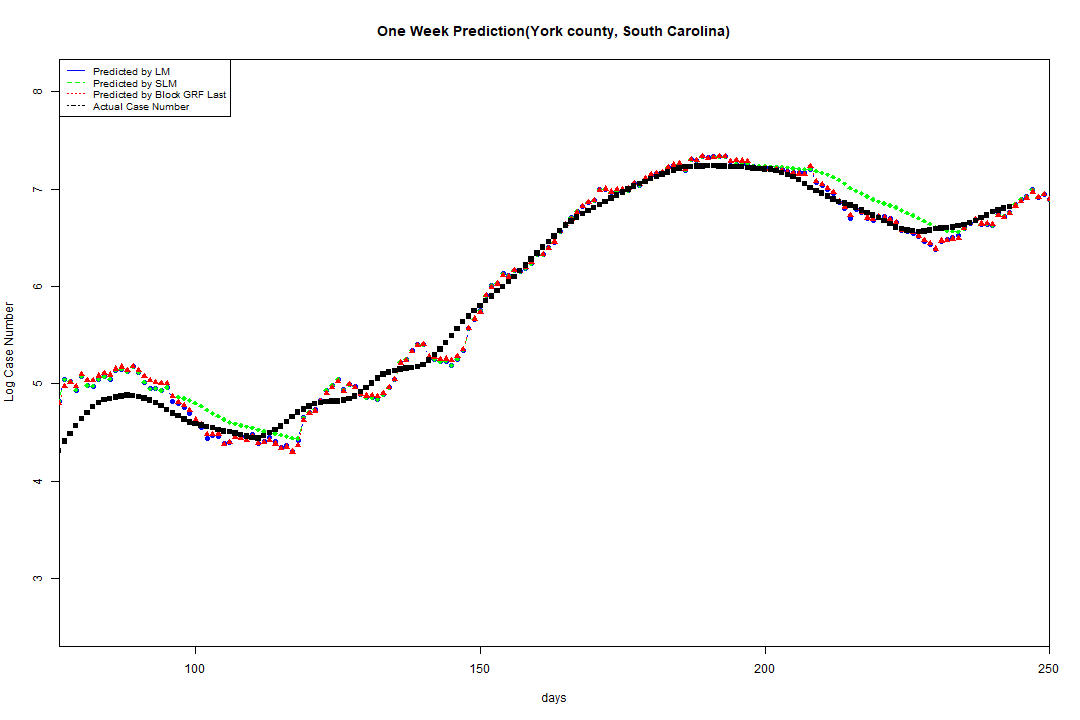 One Week Prediction(York county, South Carolina)
Predicted by LM
Predicted by SLM
Predicted by Block GRF Last
Actual Case Number
8
7
6
5
4
3
Log Case Number
100 150 200 250
days